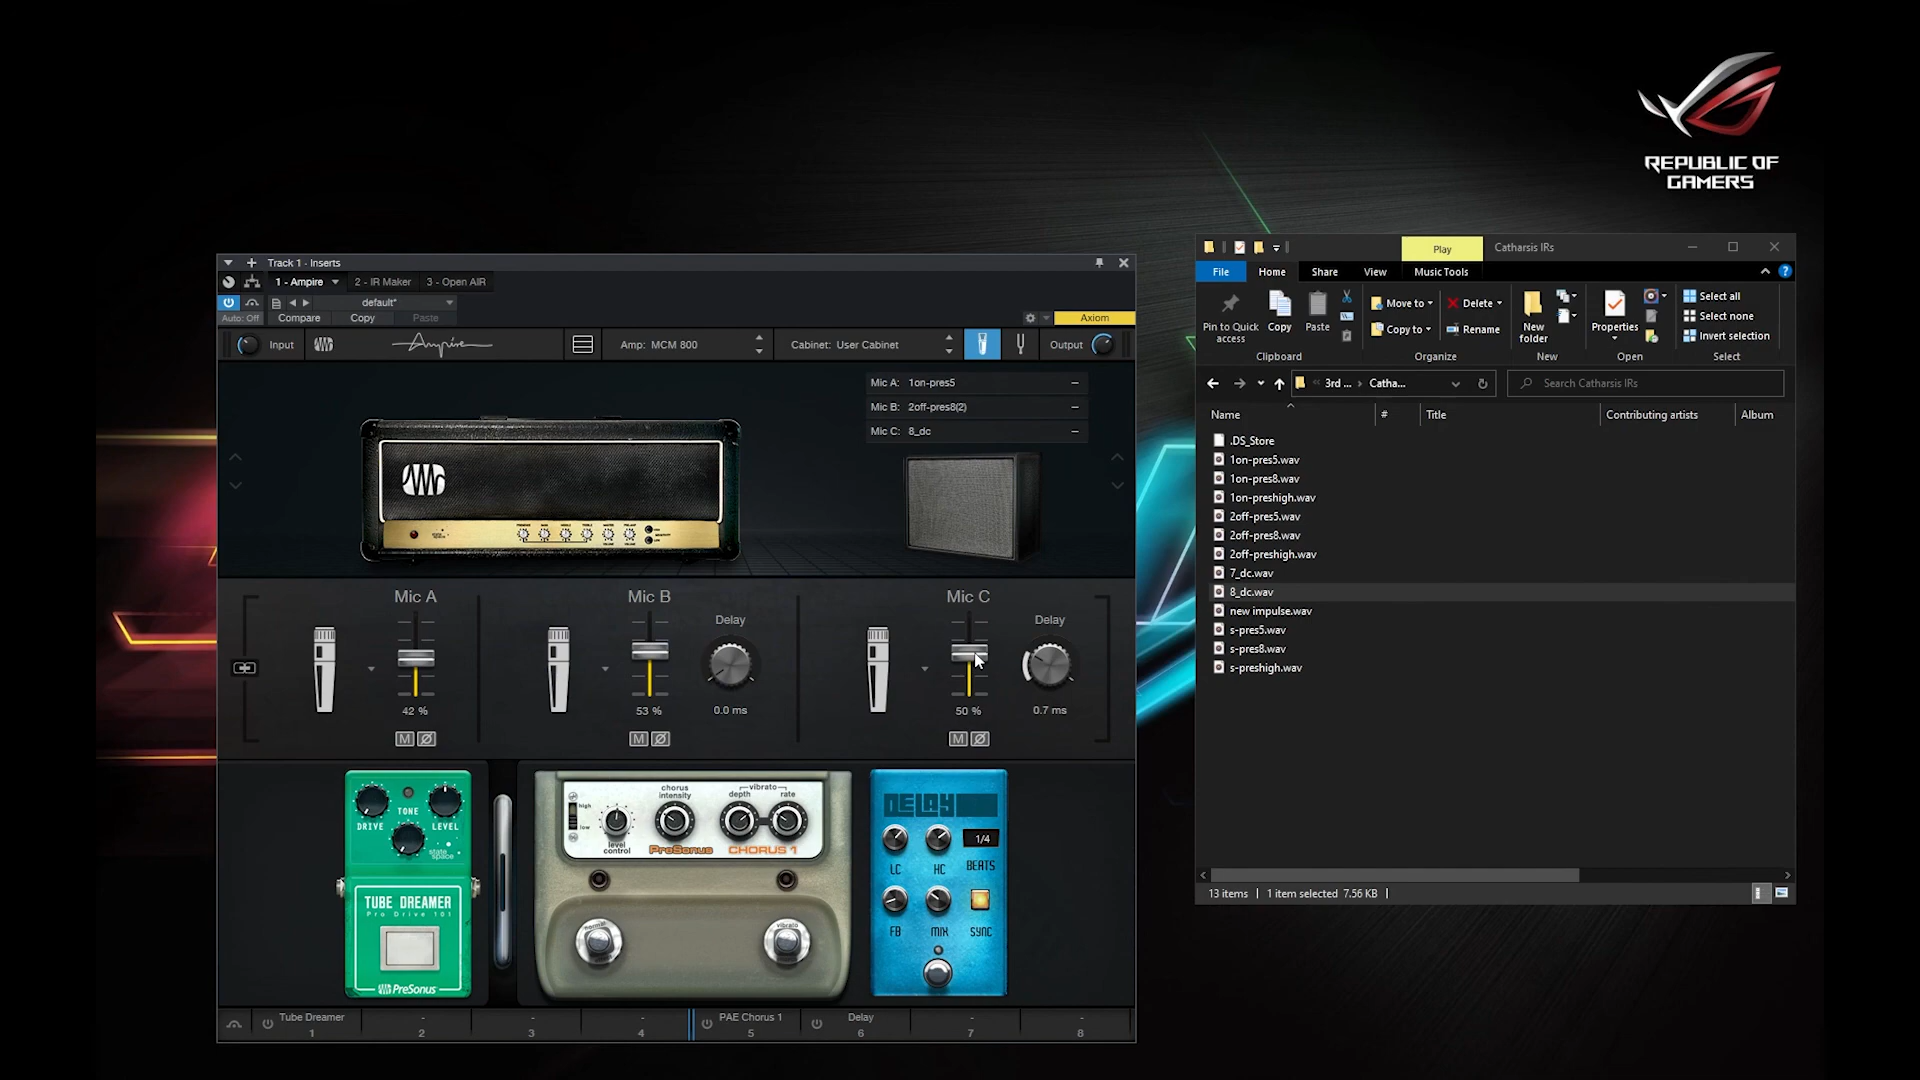 REPUBLIC OF
GAMERS
Track 1 - Inserts
1 - Ampire
2 - IR Maker
3 - Open AIR
default*
Auto: Off
Compare
Copy
Paste
Axiom
Input
Ampire
Amp: MCM 800
Cabinet: User Cabinet
Output
Mic A: 1on-pres5
Mic B: 2off-pres8(2)
Mic C: 8_dc
Mic A
Mic B
Mic C
Delay
Delay
42 %
53 %
0.0 ms
50 %
0.7 ms
M Ø
M Ø
M Ø
DRIVE
TONE
LEVEL
state
space
TUBE DREAMER
Pro Drive 101
PreSonus
high
low
level
control
chorus
intensity
vibrato
depth
rate
PreSonus
CHORUS 1
normal
vibrato
DELAY
1/4
LC
HC
BEATS
FB
MIX
SYNC
Tube Dreamer
-
-
-
PAE Chorus 1
Delay
-
-
1
2
3
4
5
6
7
8
Play
Catharsis IRs
File
Home
Share
View
Music Tools
Pin to Quick
access
Copy
Paste
Move to
Copy to
Delete
Rename
New
folder
Properties
Select all
Select none
Invert selection
Clipboard
Organize
New
Open
Select
3rd ...
Catha...
Search Catharsis IRs
Name
#
Title
Contributing artists
Album
.DS_Store
1on-pres5.wav
1on-pres8.wav
1on-preshigh.wav
2off-pres5.wav
2off-pres8.wav
2off-preshigh.wav
7_dc.wav
8_dc.wav
new impulse.wav
s-pres5.wav
s-pres8.wav
s-preshigh.wav
13 items
1 item selected 7.56 KB